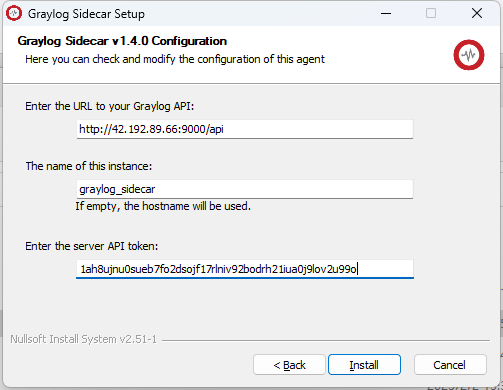 Graylog Sidecar Setup
Graylog Sidecar v1.4.0 Configuration
Here you can check and modify the configuration of this agent
Enter the URL to your Graylog API:
http://42.192.89.66:9000/api
The name of this instance:
graylog_sidecar
If empty, the hostname will be used.
Enter the server API token:
1ah8ujnu0sueb7fo2dsojf17rlniv92bodrh21iua0j9lov2u99o
Nullsoft Install System v2.51-1
< Back
Install
Cancel